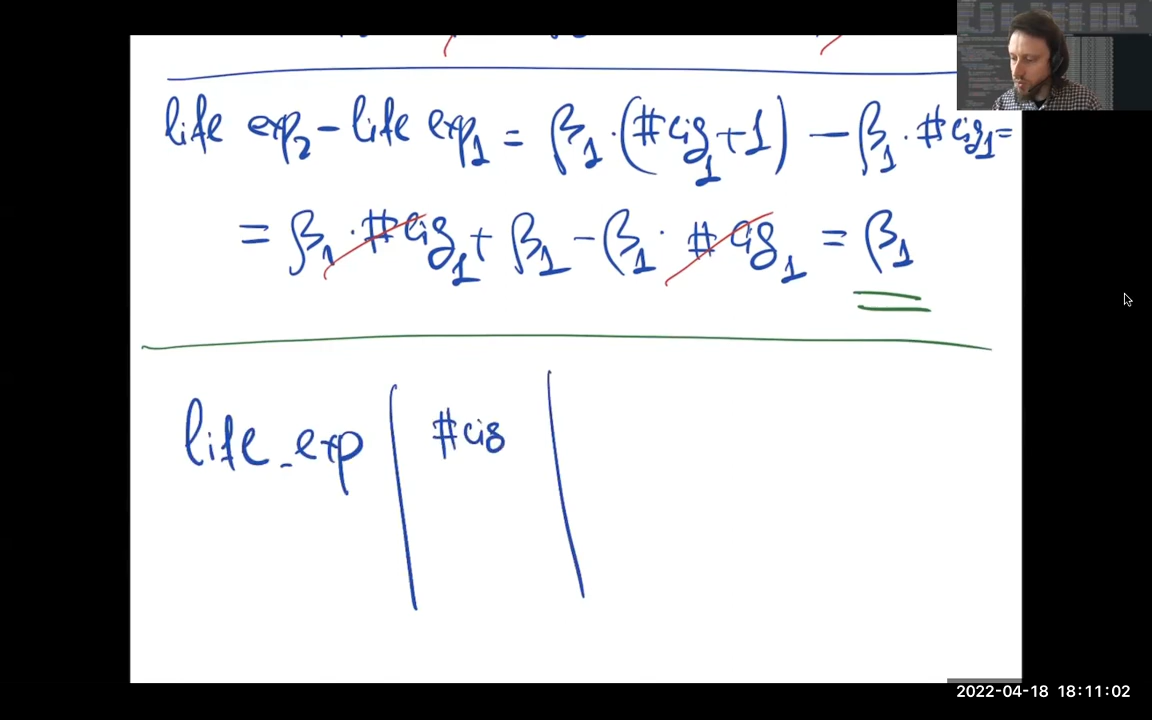 life exp₂ - life exp₁ = β₁ · (#cig₁ + 1) - β₁ · #cig₁ =
= β₁ · #cig₁ + β₁ - β₁ · #cig₁ = β₁
life_exp | #cig |
2022-04-18 18:11:02